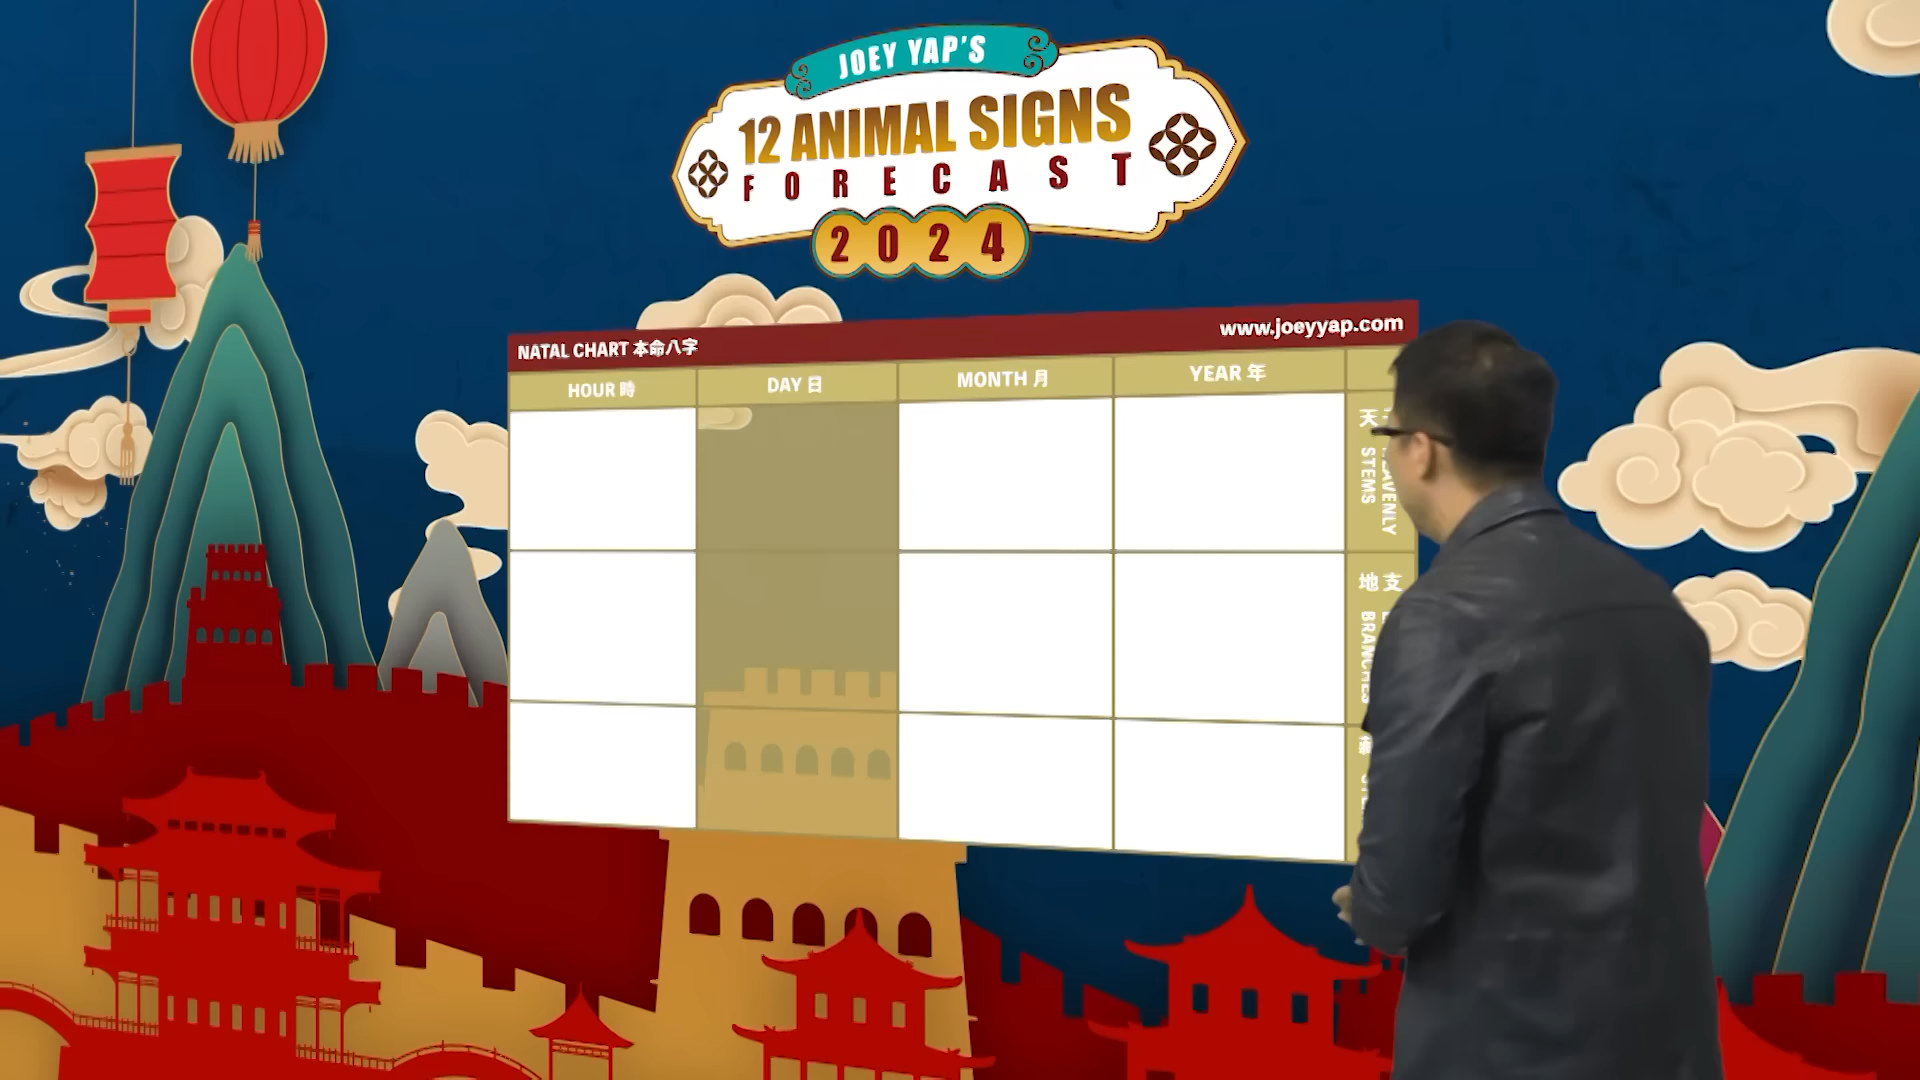 JOEY YAP'S
12 ANIMAL SIGNS
FORECAST
2024
www.joeyyap.com
NATAL CHART 本命八字
HOUR 時
DAY 日
MONTH 月
YEAR 年
天
STEMS
地支
BRANCHES